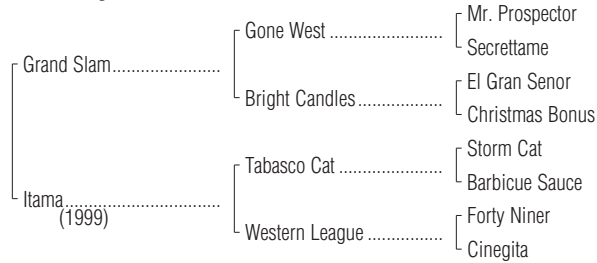 Mr. Prospector
Gone West ....................
Secrettame
Grand Slam.....................
El Gran Senor
Bright Candles................
Christmas Bonus
Storm Cat
Tabasco Cat ...................
Barbicue Sauce
Itama..............................
(1999)
Forty Niner
Western League ..............
Cinegita